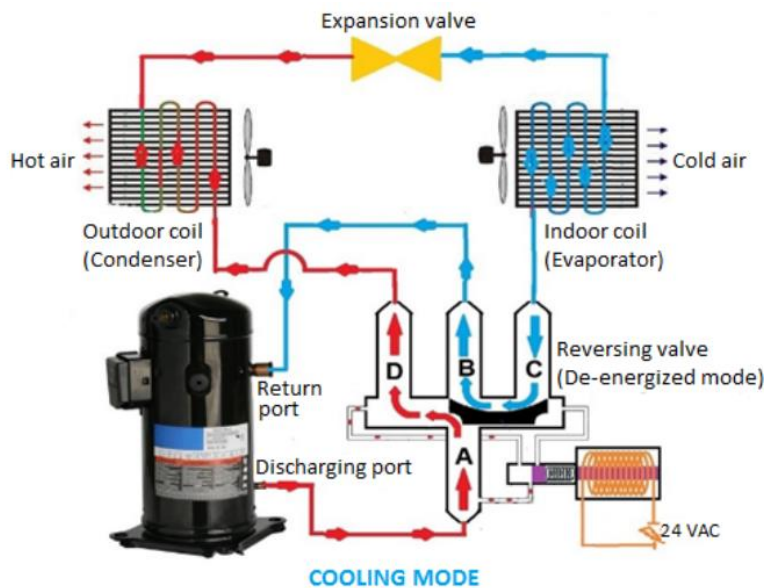 Expansion valve
Hot air
Cold air
Outdoor coil
(Condenser)
Indoor coil
(Evaporator)
D
B
C
Reversing valve
(De-energized mode)
Return
port
A
Discharging port
24 VAC
COOLING MODE